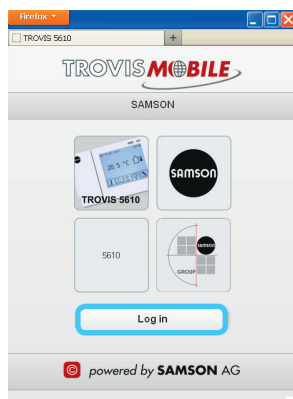 Firefox
TROVIS 5610
TROVIS MOBILE
SAMSON
20.5 °C
TROVIS 5610
samson
5610
samson
GROUP
Log in
© powered by SAMSON AG